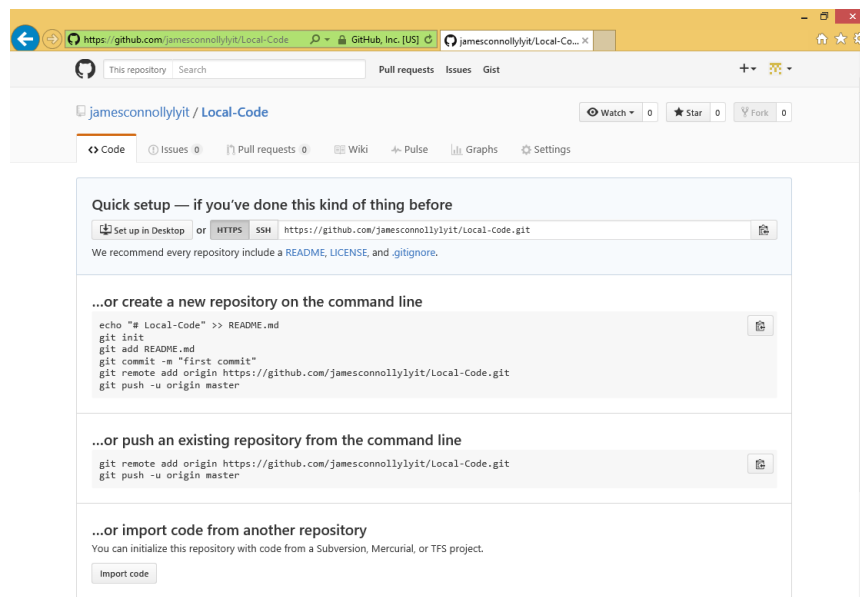 https://github.com/jamesconnollylyit/Local-Code GitHub, Inc. [US] jamesconnollylyit/Local-Co...
This repository Search Pull requests Issues Gist
jamesconnollylyit / Local-Code Watch 0 Star 0 Fork 0
Code Issues 0 Pull requests 0 Wiki Pulse Graphs Settings
Quick setup — if you've done this kind of thing before
Set up in Desktop or HTTPS SSH https://github.com/jamesconnollylyit/Local-Code.git
We recommend every repository include a README, LICENSE, and .gitignore.
...or create a new repository on the command line
echo "# Local-Code" >> README.md
git init
git add README.md
git commit -m "first commit"
git remote add origin https://github.com/jamesconnollylyit/Local-Code.git
git push -u origin master
...or push an existing repository from the command line
git remote add origin https://github.com/jamesconnollylyit/Local-Code.git
git push -u origin master
...or import code from another repository
You can initialize this repository with code from a Subversion, Mercurial, or TFS project.
Import code